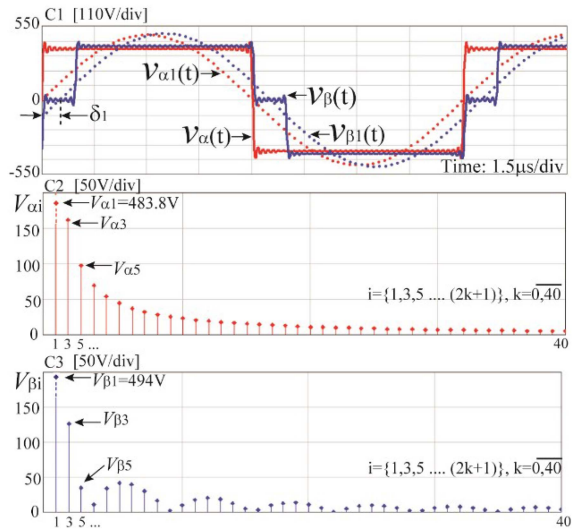 C1 [110V/div]
550
0
-550
δ1
Vα1(t)
Vβ(t)
Vα(t)
Vβ1(t)
Time: 1.5µs/div
C2 [50V/div]
Vαi
150
100
50
0
Vα1=483.8V
Vα3
Vα5
i={1,3,5 .... (2k+1)}, k=0,40
1 3 5 ...
40
C3 [50V/div]
Vβi
200
150
100
50
0
Vβ1=494V
Vβ3
Vβ5
i={1,3,5 .... (2k+1)}, k=0,40
1 3 5 ...
40